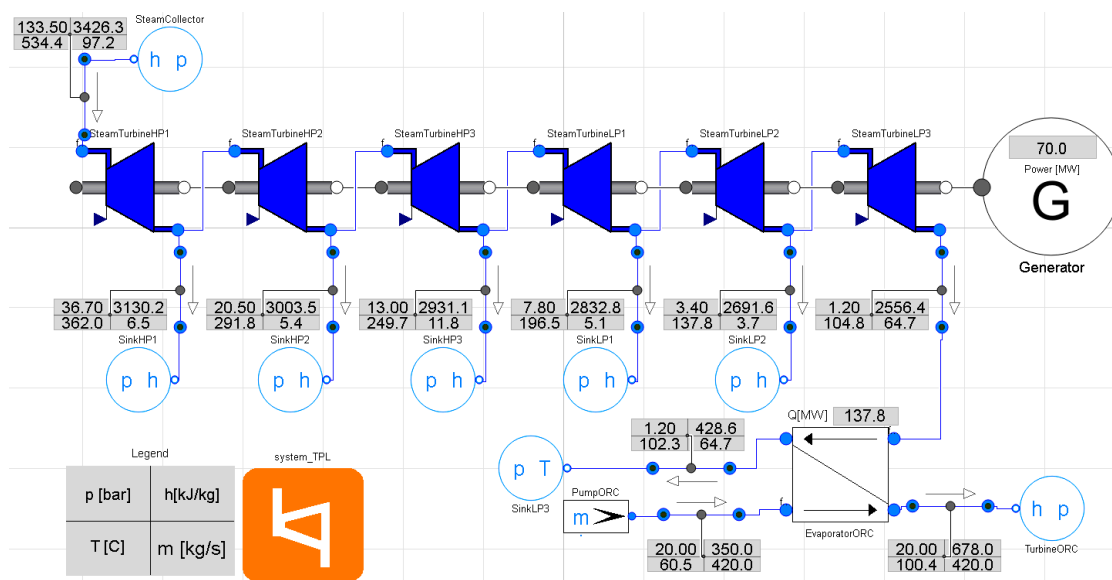 SteamCollector
133.50 3426.3
534.4 97.2
h p
SteamTurbineHP1
SteamTurbineHP2
SteamTurbineHP3
SteamTurbineLP1
SteamTurbineLP2
SteamTurbineLP3
f
f
f
f
f
f
70.0
Power [MW]
G
Generator
36.70 3130.2
362.0 6.5
20.50 3003.5
291.8 5.4
13.00 2931.1
249.7 11.8
7.80 2832.8
196.5 5.1
3.40 2691.6
137.8 3.7
1.20 2556.4
104.8 64.7
SinkHP1
SinkHP2
SinkHP3
SinkLP1
SinkLP2
p h
p h
p h
p h
p h
Q[MW] 137.8
1.20 428.6
102.3 64.7
Legend
system_TPL
p T
SinkLP3
p [bar] h[kJ/kg]
T [C] m [kg/s]
PumpORC
m
f
EvaporatorORC
h p
TurbineORC
20.00 350.0
60.5 420.0
20.00 678.0
100.4 420.0